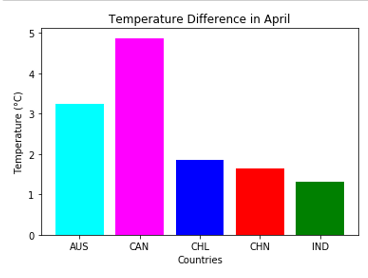 Temperature Difference in April
5
4
3
2
1
0
Temperature (°C)
AUS CAN CHL CHN IND
Countries